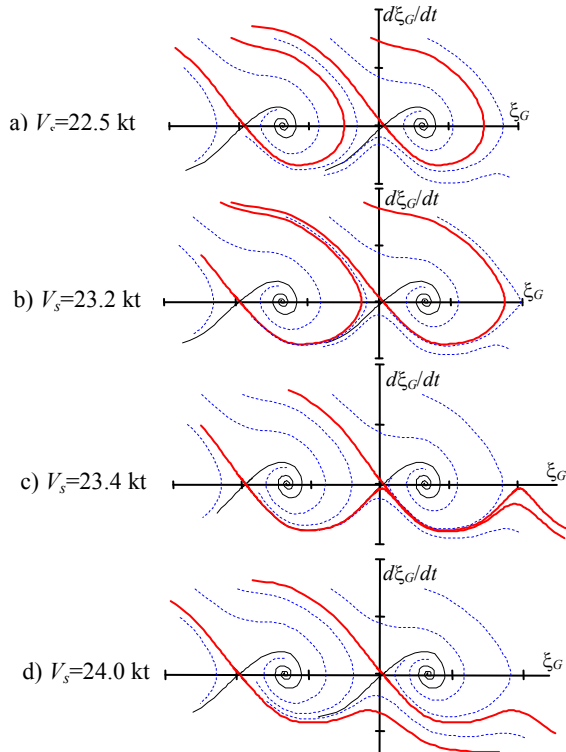 dξG/dt
a) Vs=22.5 kt
ξG
dξG/dt
b) Vs=23.2 kt
ξG
dξG/dt
c) Vs=23.4 kt
ξG
dξG/dt
d) Vs=24.0 kt
ξG